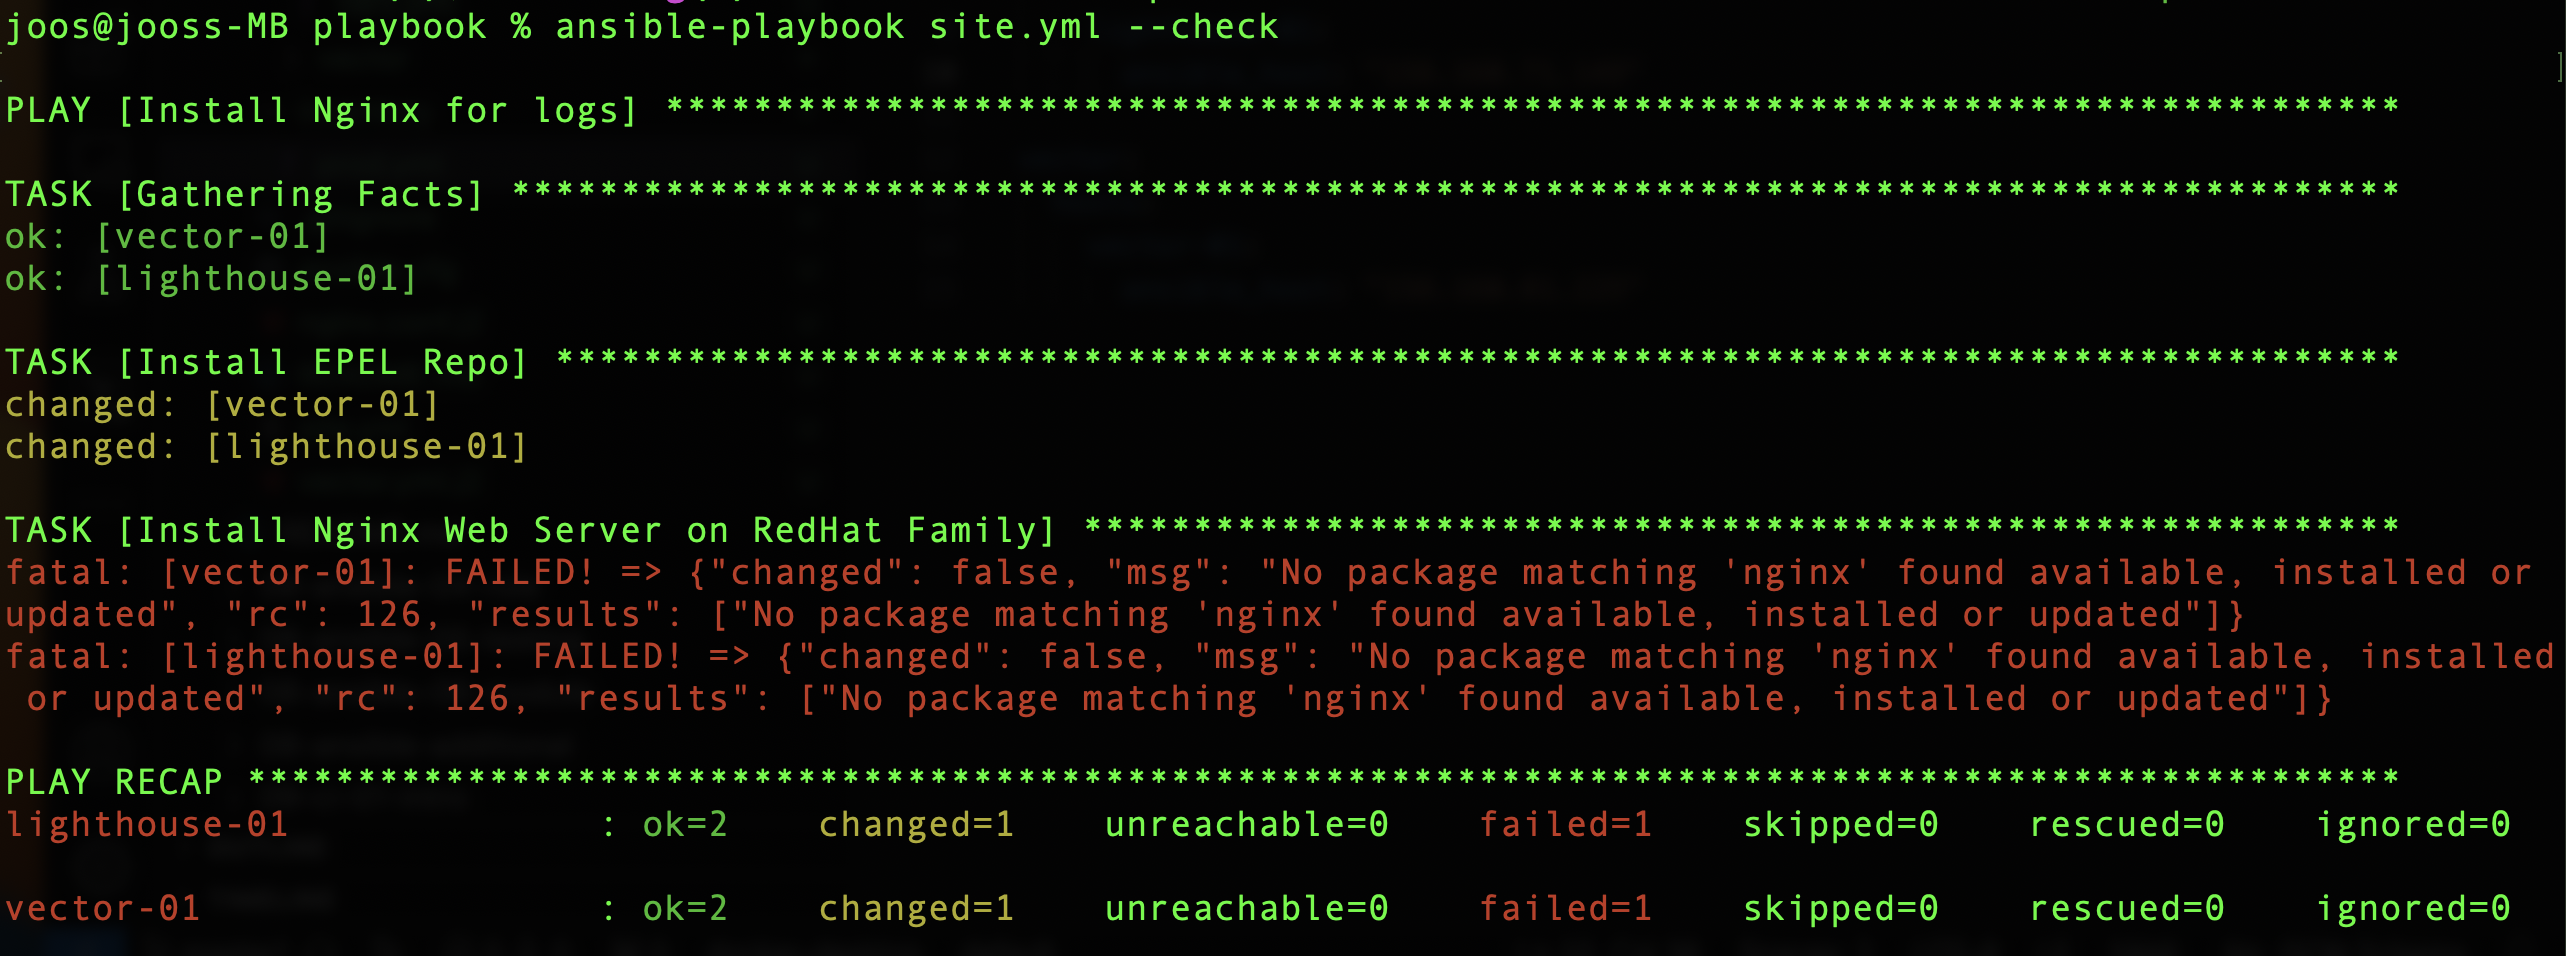 joos@jooss-MB playbook % ansible-playbook site.yml --check
PLAY [Install Nginx for logs] *******************************************************************************
TASK [Gathering Facts] **************************************************************************************
ok: [vector-01]
ok: [lighthouse-01]
TASK [Install EPEL Repo] ************************************************************************************
changed: [vector-01]
changed: [lighthouse-01]
TASK [Install Nginx Web Server on RedHat Family] ************************************************************
fatal: [vector-01]: FAILED! => {"changed": false, "msg": "No package matching 'nginx' found available, installed or
updated", "rc": 126, "results": ["No package matching 'nginx' found available, installed or updated"]}
fatal: [lighthouse-01]: FAILED! => {"changed": false, "msg": "No package matching 'nginx' found available, installed
 or updated", "rc": 126, "results": ["No package matching 'nginx' found available, installed or updated"]}
PLAY RECAP **************************************************************************************************
lighthouse-01 : ok=2 changed=1 unreachable=0 failed=1 skipped=0 rescued=0 ignored=0
vector-01 : ok=2 changed=1 unreachable=0 failed=1 skipped=0 rescued=0 ignored=0